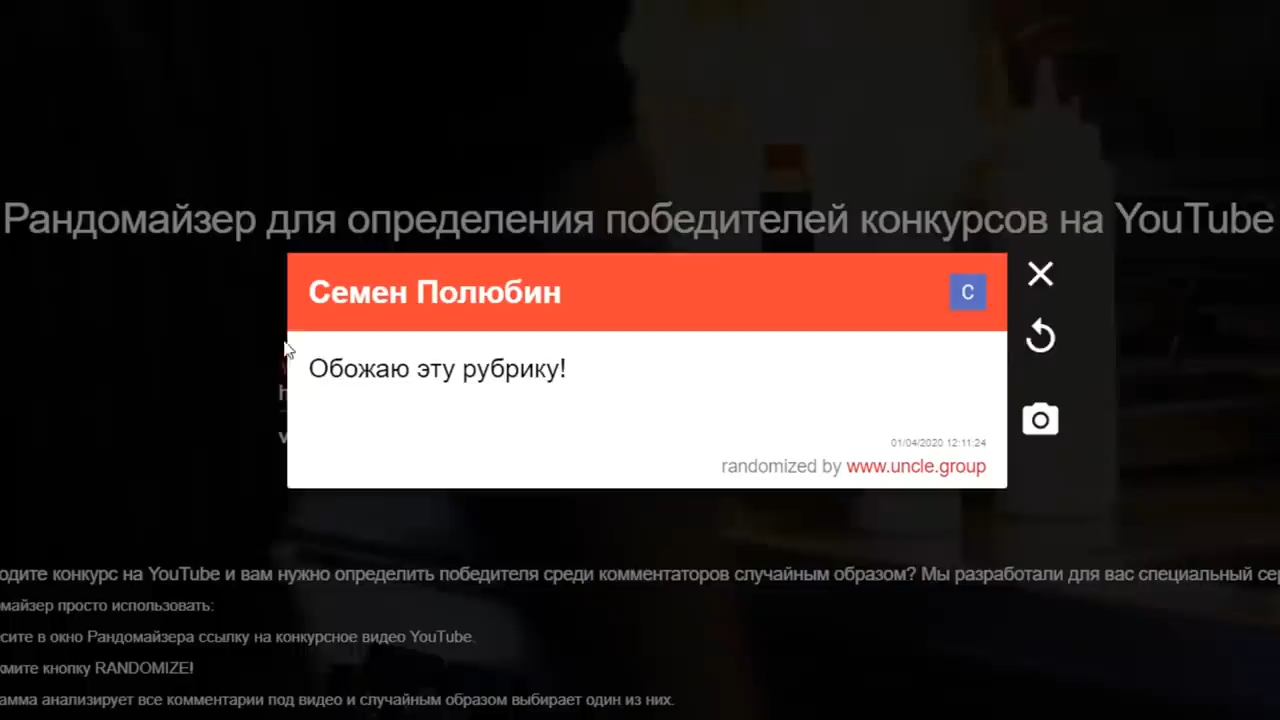 Рандомайзер для определения победителей конкурсов на YouTube
Семен Полюбин
С
Обожаю эту рубрику!
01/04/2020 12:11:24
randomized by www.uncle.group
одите конкурс на YouTube и вам нужно определить победителя среди комментаторов случайным образом? Мы разработали для вас специальный сер
майзер просто использовать:
сите в окно Рандомайзера ссылку на конкурсное видео YouTube.
мите кнопку RANDOMIZE!
амма анализирует все комментарии под видео и случайным образом выбирает один из них.